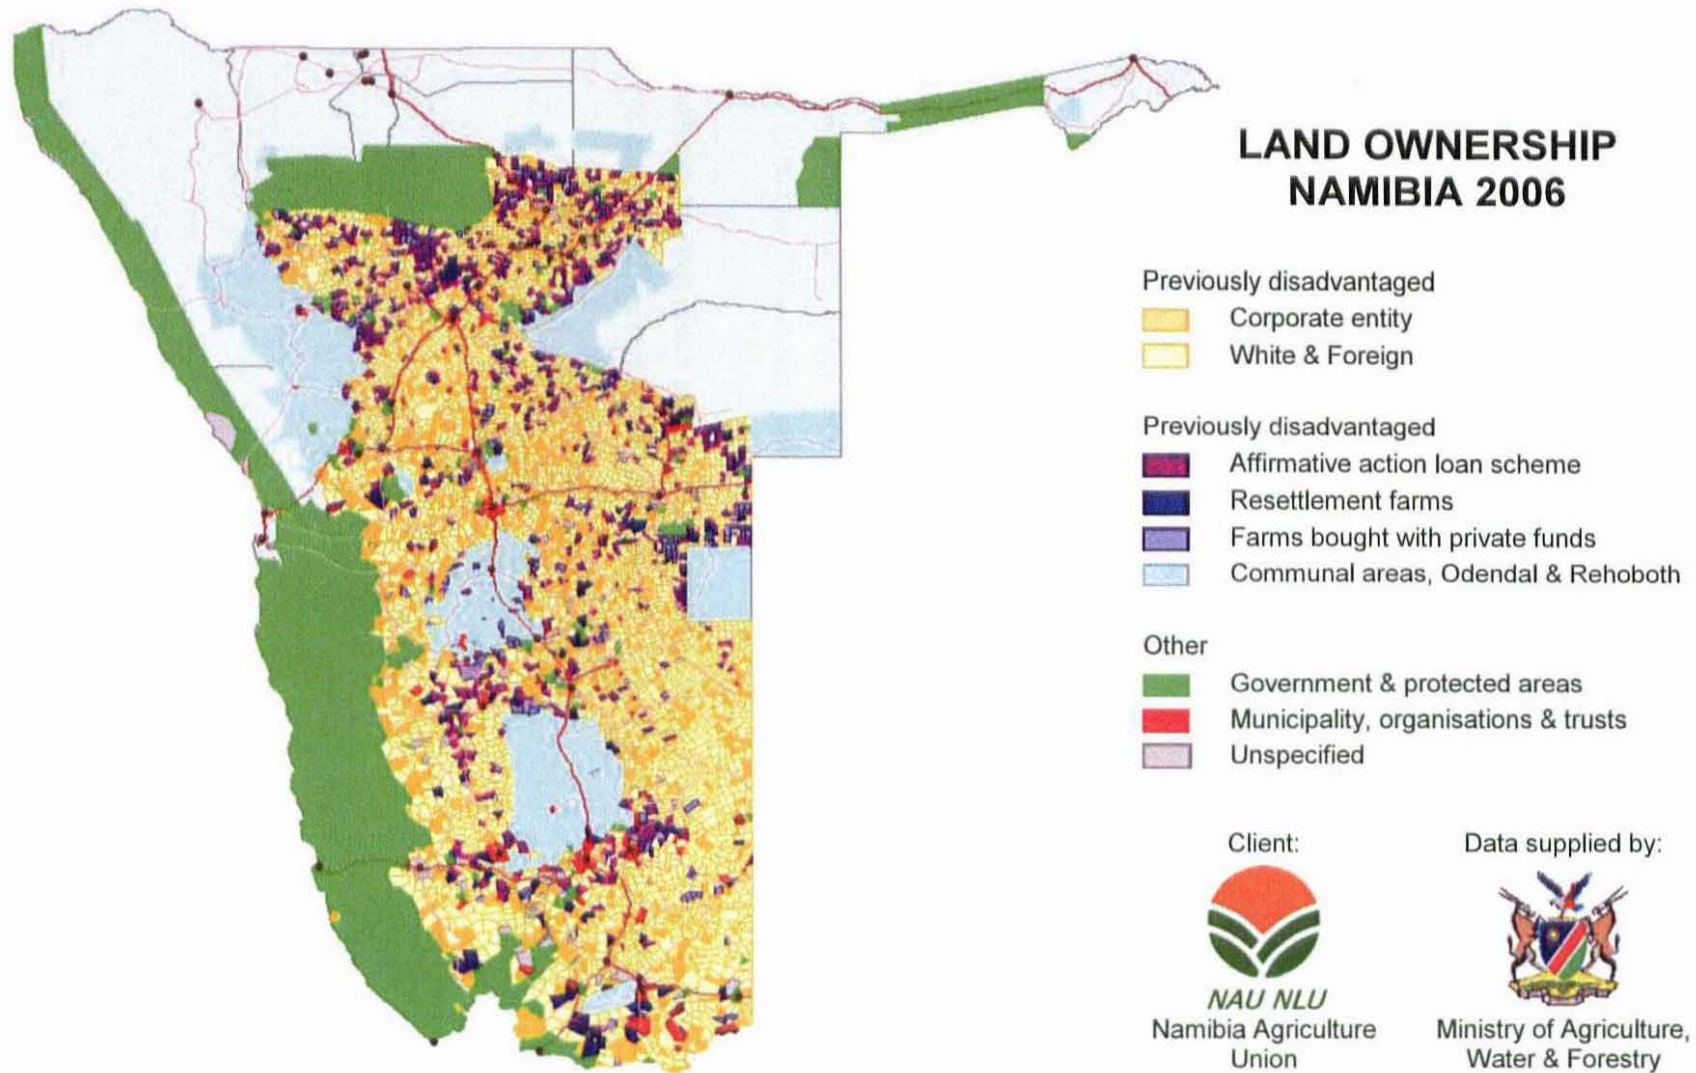 LAND OWNERSHIP
NAMIBIA 2006
Previously disadvantaged
Corporate entity
White & Foreign
Previously disadvantaged
Affirmative action loan scheme
Resettlement farms
Farms bought with private funds
Communal areas, Odendal & Rehoboth
Other
Government & protected areas
Municipality, organisations & trusts
Unspecified
Client:
NAU NLU
Namibia Agriculture
Union
Data supplied by:
Ministry of Agriculture,
Water & Forestry